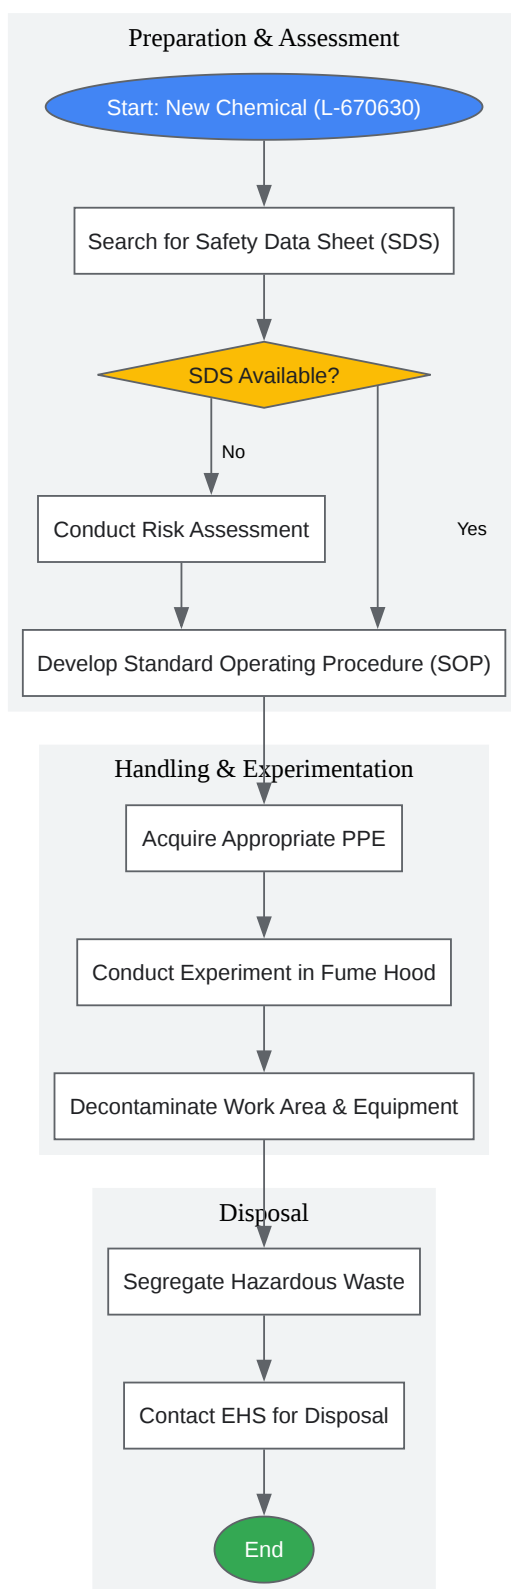 Preparation & Assessment
Start: New Chemical (L-670630)
Search for Safety Data Sheet (SDS)
SDS Available?
No
Conduct Risk Assessment
Yes
Develop Standard Operating Procedure (SOP)
Handling & Experimentation
Acquire Appropriate PPE
Conduct Experiment in Fume Hood
Decontaminate Work Area & Equipment
Disposal
Segregate Hazardous Waste
Contact EHS for Disposal
End